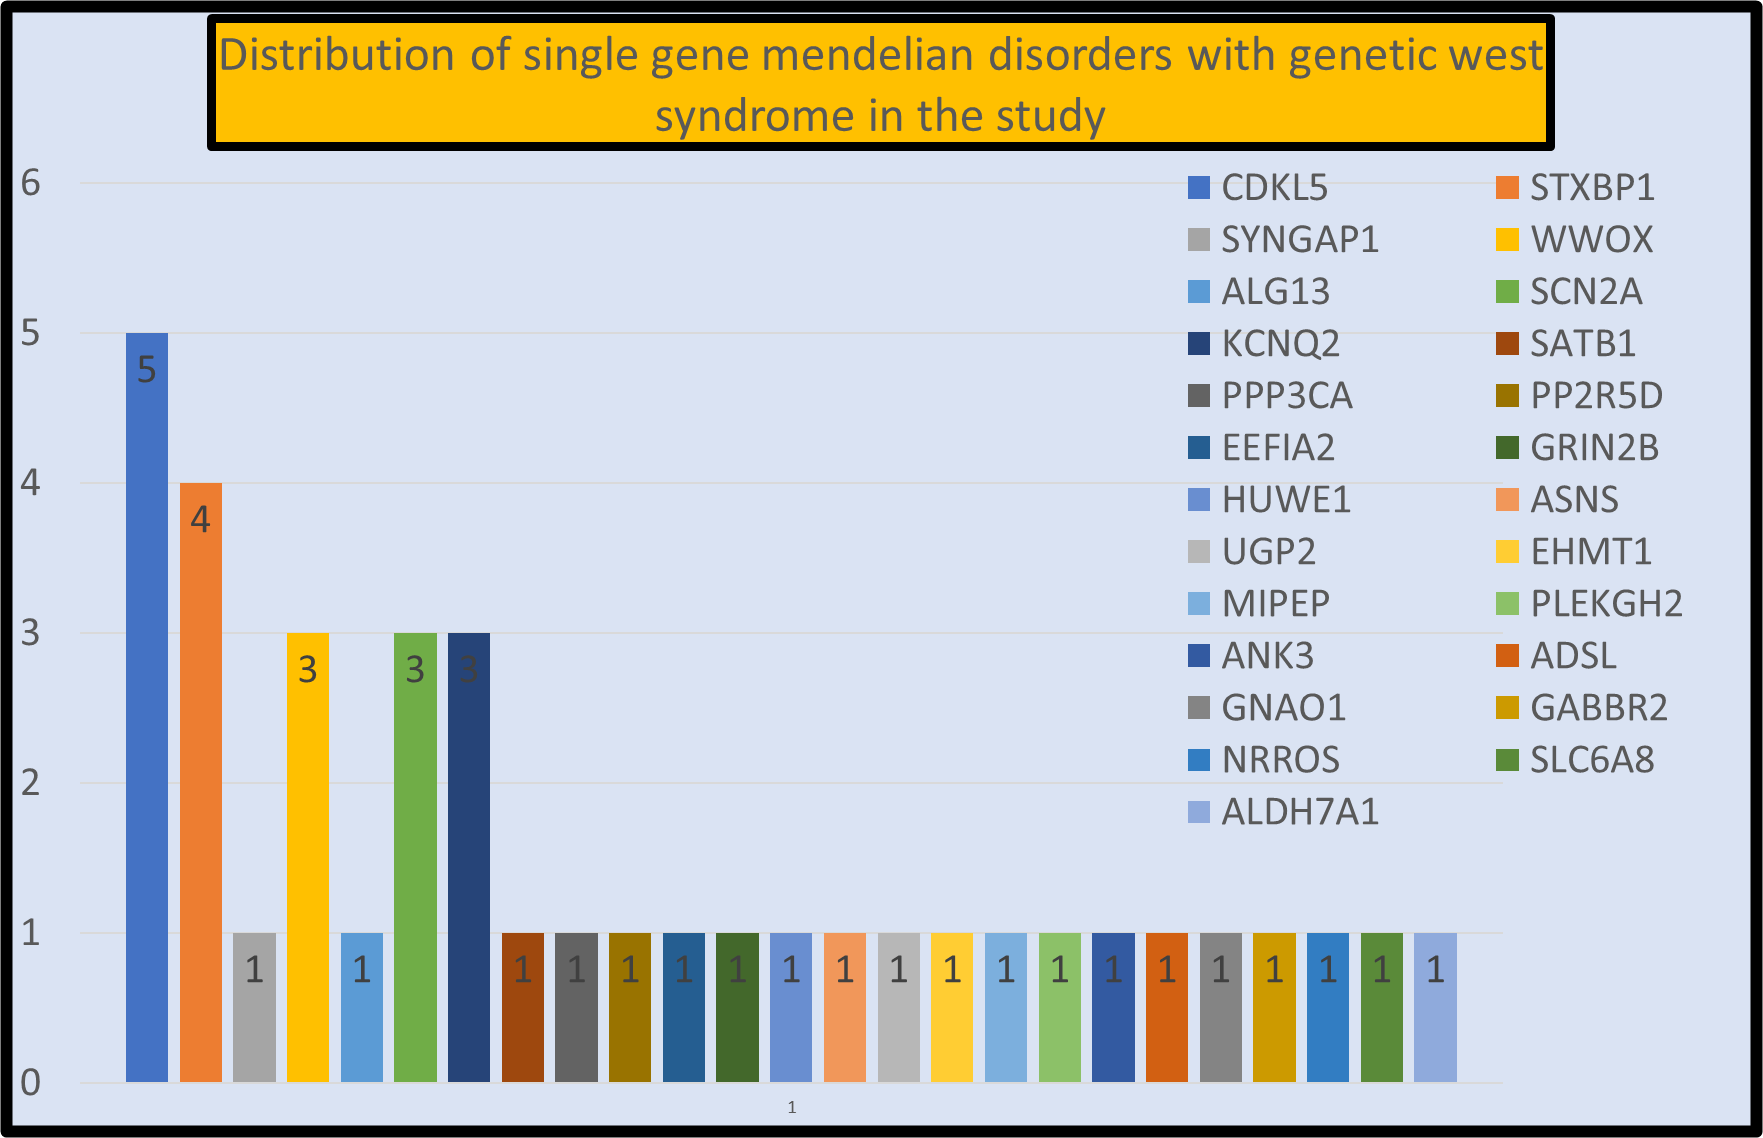 Distribution of single gene mendelian disorders with genetic west
syndrome in the study
6
5
4
3
2
1
0
CDKL5 STXBP1
SYNGAP1 WWOX
ALG13 SCN2A
KCNQ2 SATB1
PPP3CA PP2R5D
EEFIA2 GRIN2B
HUWE1 ASNS
UGP2 EHMT1
MIPEP PLEKGH2
ANK3 ADSL
GNAO1 GABBR2
NRROS SLC6A8
ALDH7A1
5
4
3 3 3
1 1 1 1 1 1 1 1 1 1 1 1 1 1 1 1 1 1 1 1
1